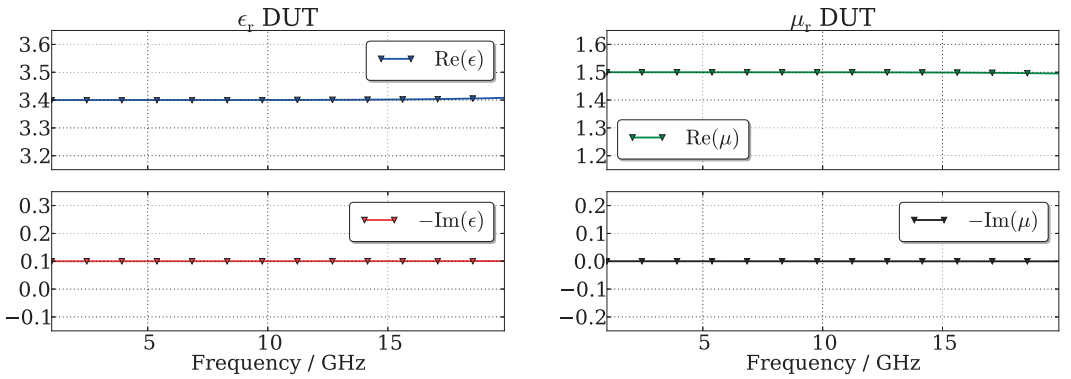 ϵr DUT
3.6
3.5
3.4
3.3
3.2
Re(ϵ)
0.3
0.2
0.1
0.0
−0.1
−Im(ϵ)
5 10 15
Frequency / GHz
μr DUT
1.6
1.5
1.4
1.3
1.2
Re(μ)
0.2
0.1
0.0
−0.1
−0.2
−Im(μ)
5 10 15
Frequency / GHz